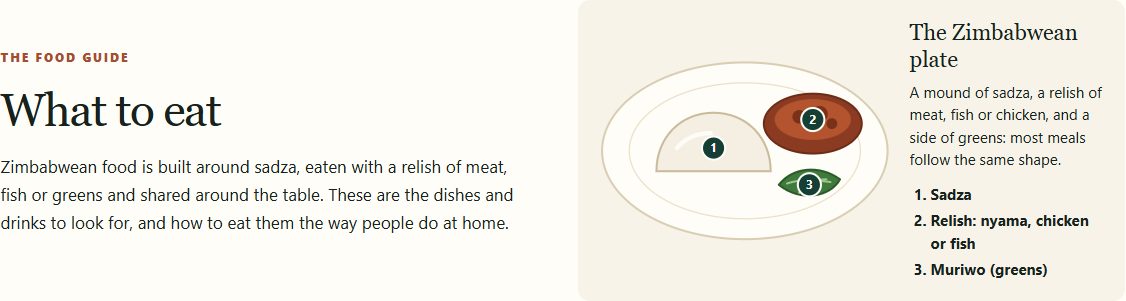 THE FOOD GUIDE
What to eat
Zimbabwean food is built around sadza, eaten with a relish of meat,
fish or greens and shared around the table. These are the dishes and
drinks to look for, and how to eat them the way people do at home.
1
2
3
The Zimbabwean
plate
A mound of sadza, a relish of
meat, fish or chicken, and a
side of greens: most meals
follow the same shape.
1. Sadza
2. Relish: nyama, chicken
or fish
3. Muriwo (greens)